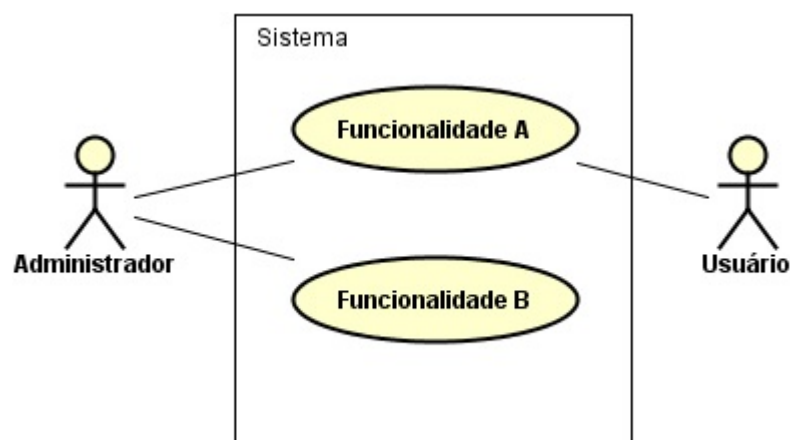 Sistema
Funcionalidade A
Administrador
Usuário
Funcionalidade B